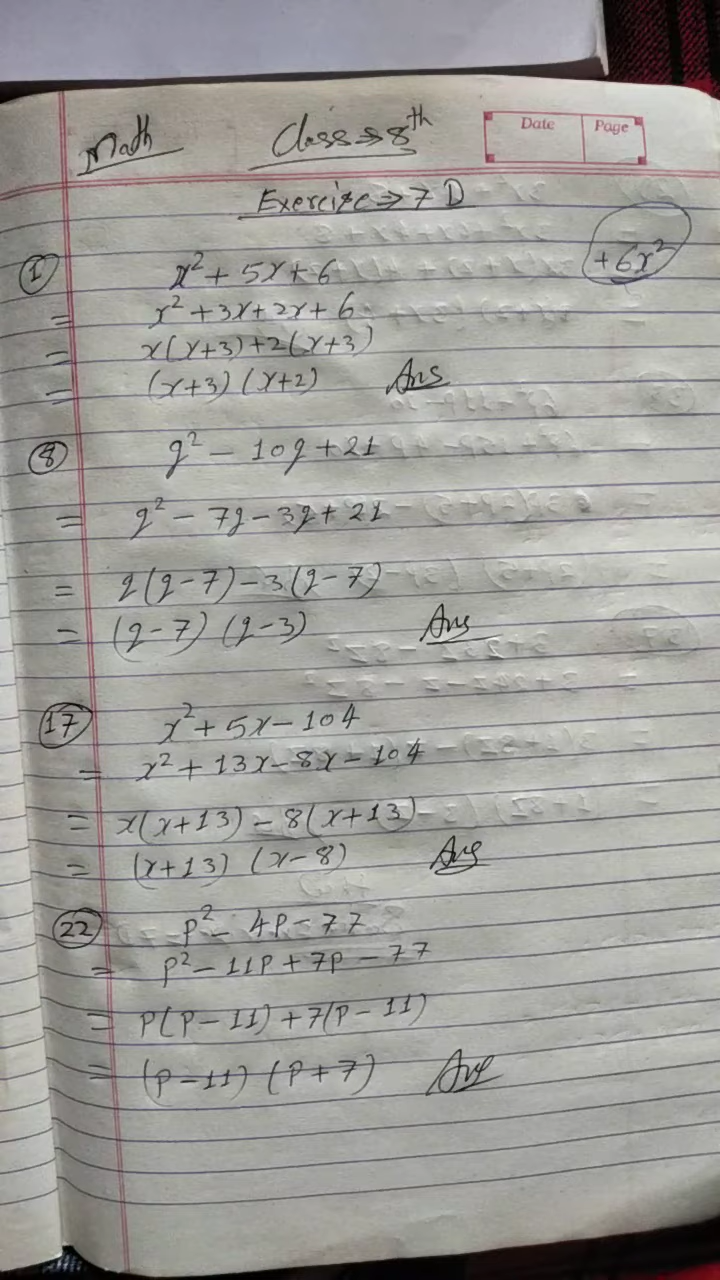 Math Class ⇒ 8th Date Page
Exercise ⇒ 7 D
+6x²
① x² + 5x + 6
= x² + 3x + 2x + 6
= x(x+3) + 2(x+3)
= (x+3) (x+2) Ans
⑧ q² - 10q + 21
= q² - 7q - 3q + 21
= q(q-7) - 3(q-7)
= (q-7) (q-3) Ans
⑰ x² + 5x - 104
= x² + 13x - 8x - 104
= x(x+13) - 8(x+13)
= (x+13) (x-8) Ans
㉒ p² - 4p - 77
= p² - 11p + 7p - 77
= p(p-11) + 7(p-11)
= (p-11) (p+7) Ans